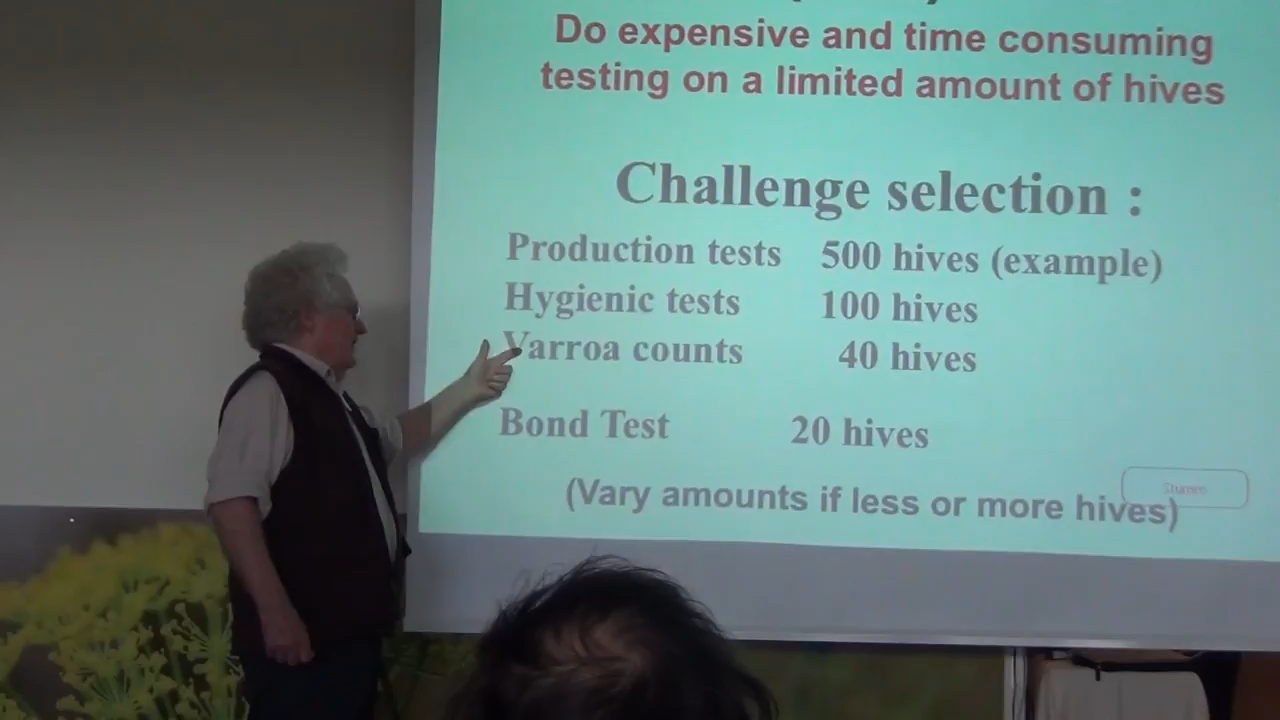 Do expensive and time consuming
testing on a limited amount of hives
Challenge selection :
Production tests 500 hives (example)
Hygienic tests 100 hives
Varroa counts 40 hives
Bond Test 20 hives
(Vary amounts if less or more hives)
Stumm